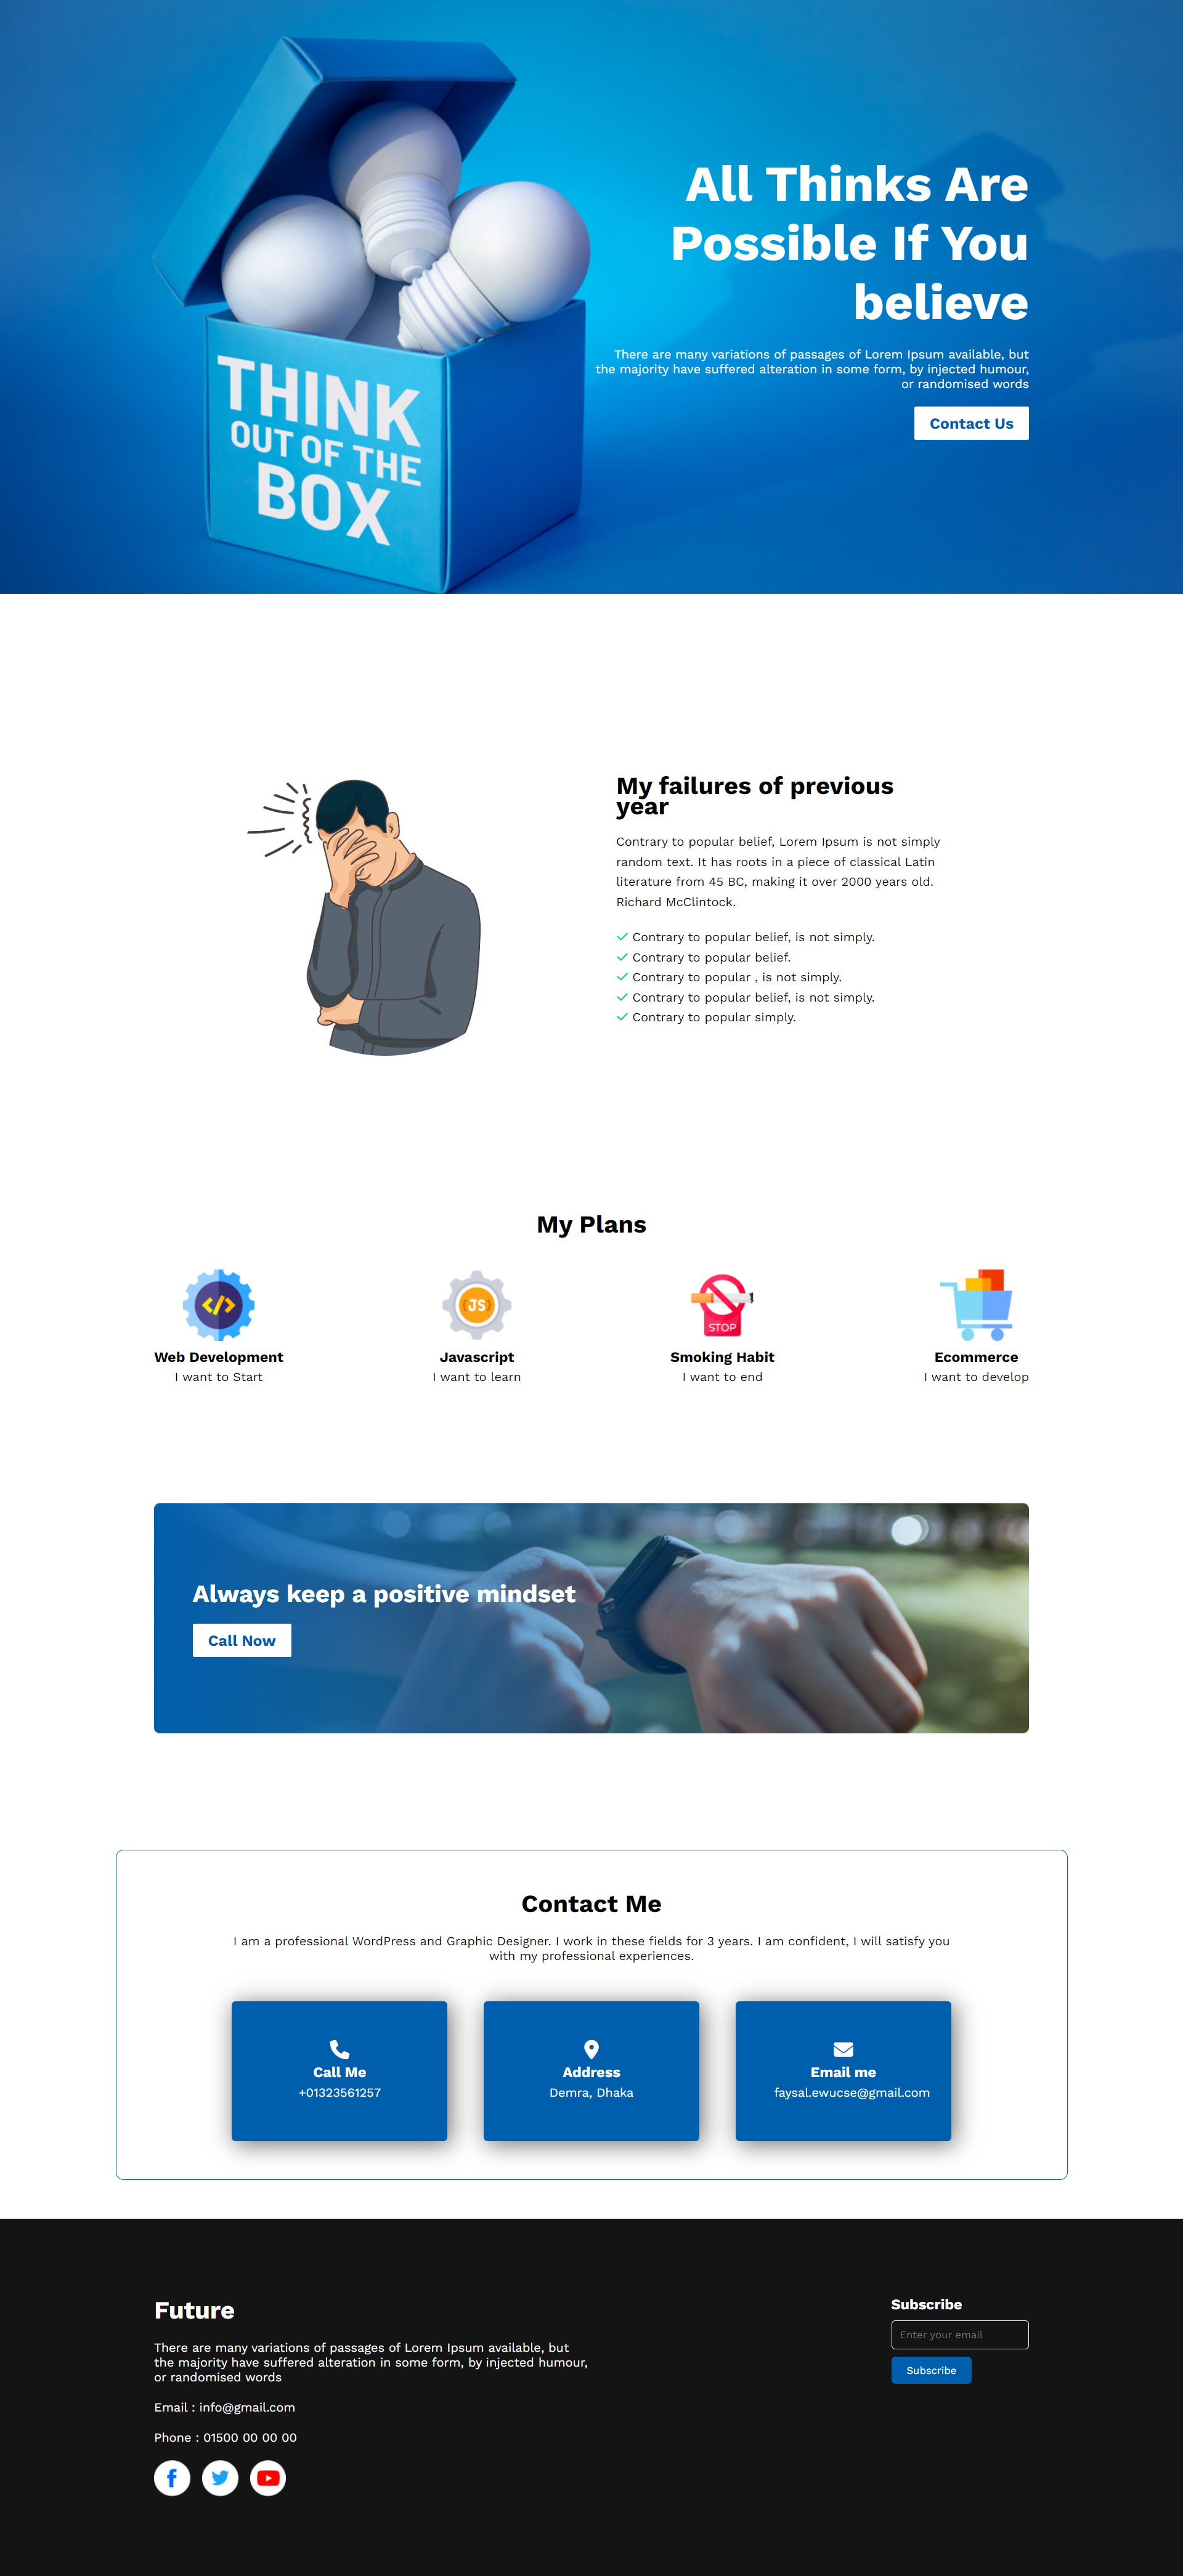 THINK
OUT OF THE
BOX
All Thinks Are
Possible If You
believe
There are many variations of passages of Lorem Ipsum available, but
the majority have suffered alteration in some form, by injected humour,
or randomised words
Contact Us
My failures of previous
year
Contrary to popular belief, Lorem Ipsum is not simply
random text. It has roots in a piece of classical Latin
literature from 45 BC, making it over 2000 years old.
Richard McClintock.
Contrary to popular belief, is not simply.
Contrary to popular belief.
Contrary to popular , is not simply.
Contrary to popular belief, is not simply.
Contrary to popular simply.
My Plans
JS
STOP
Web Development
I want to Start
Javascript
I want to learn
Smoking Habit
I want to end
Ecommerce
I want to develop
Always keep a positive mindset
Call Now
Contact Me
I am a professional WordPress and Graphic Designer. I work in these fields for 3 years. I am confident, I will satisfy you
with my professional experiences.
Call Me
+01323561257
Address
Demra, Dhaka
Email me
faysal.ewucse@gmail.com
Future
There are many variations of passages of Lorem Ipsum available, but
the majority have suffered alteration in some form, by injected humour,
or randomised words
Email : info@gmail.com
Phone : 01500 00 00 00
Subscribe
Enter your email
Subscribe